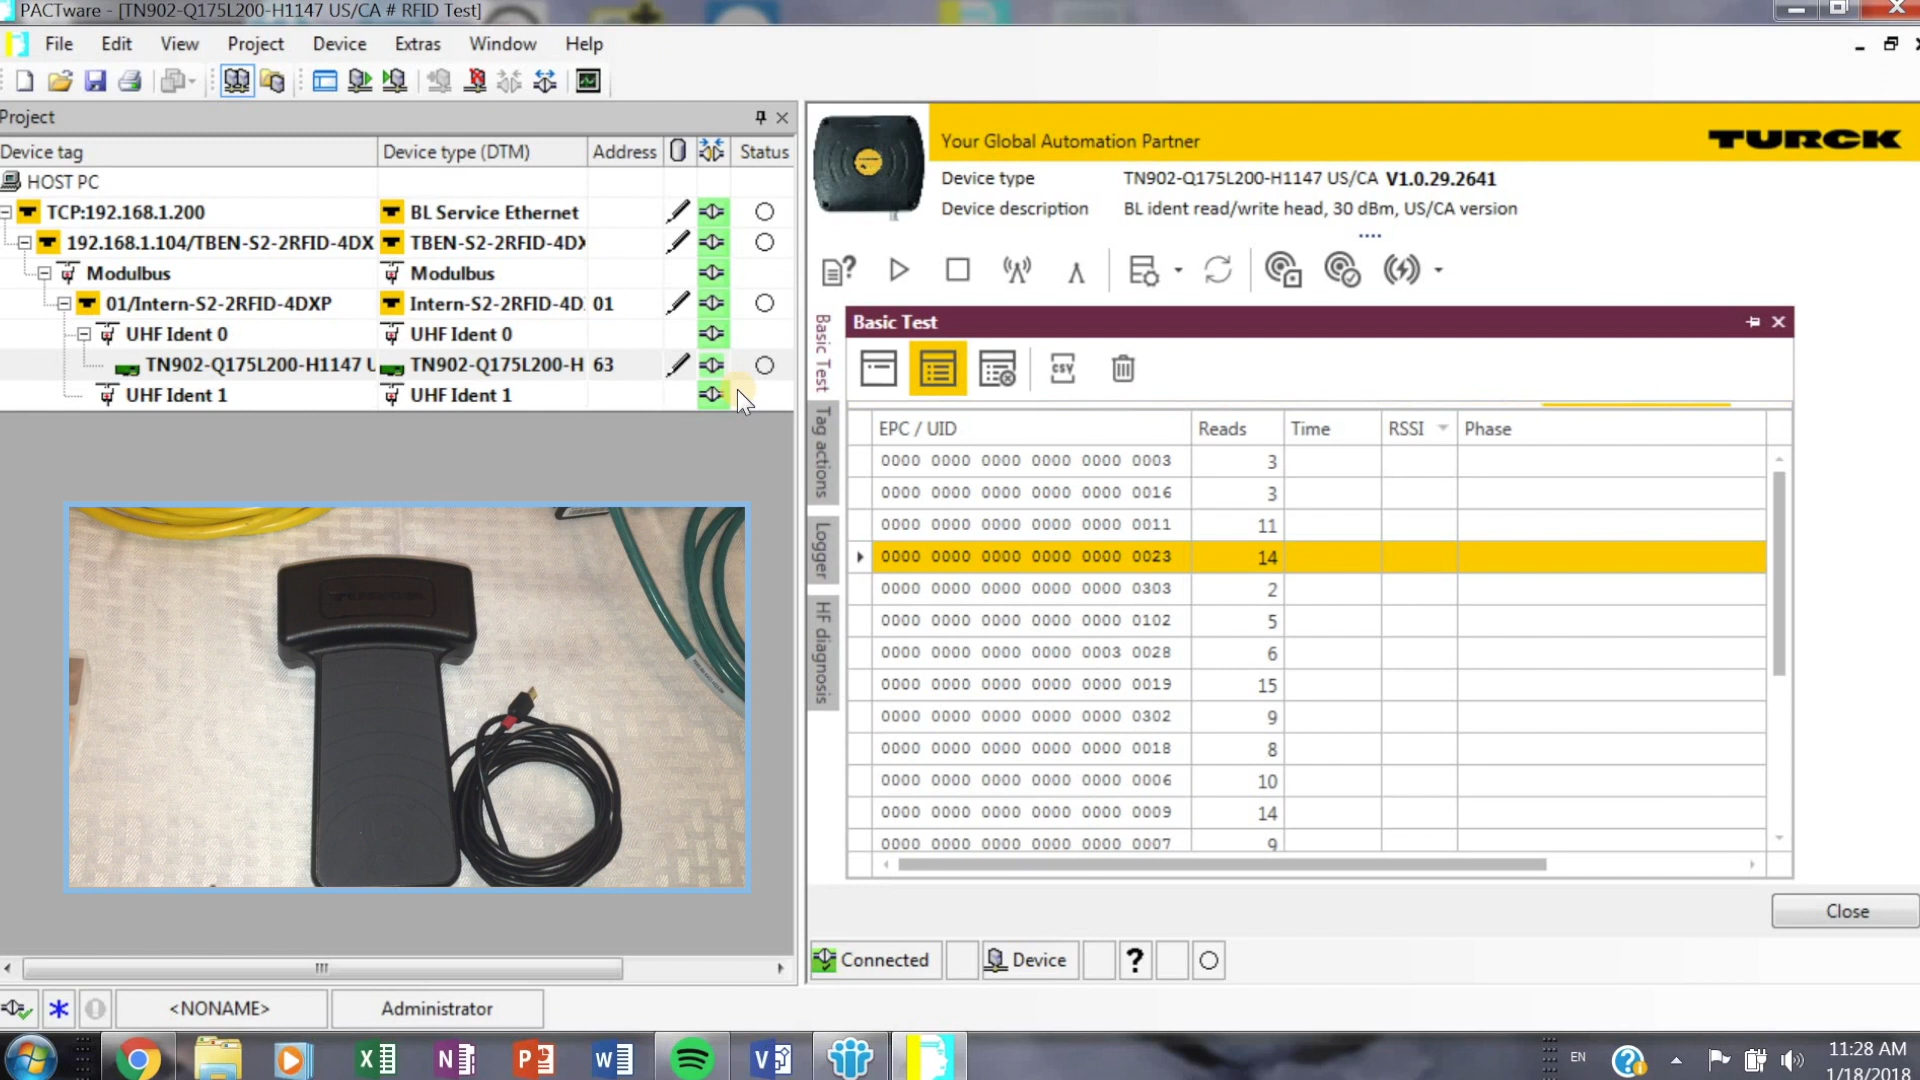 PACTware - [TN902-Q175L200-H1147 US/CA # RFID Test]
File Edit View Project Device Extras Window Help
Project
Device tag Device type (DTM) Address Status
HOST PC
TCP:192.168.1.200 BL Service Ethernet
192.168.1.104/TBEN-S2-2RFID-4DX TBEN-S2-2RFID-4DX
Modulbus Modulbus
01/Intern-S2-2RFID-4DXP Intern-S2-2RFID-4D 01
UHF Ident 0 UHF Ident 0
TN902-Q175L200-H1147 U TN902-Q175L200-H 63
UHF Ident 1 UHF Ident 1
TURCK
<NONAME> Administrator
Your Global Automation Partner TURCK
Device type TN902-Q175L200-H1147 US/CA V1.0.29.2641
Device description BL ident read/write head, 30 dBm, US/CA version
Basic Test
Tag actions
Logger
HF diagnosis
Basic Test
CSV
EPC / UID Reads Time RSSI Phase
0000 0000 0000 0000 0000 0003 3
0000 0000 0000 0000 0000 0016 3
0000 0000 0000 0000 0000 0011 11
0000 0000 0000 0000 0000 0023 14
0000 0000 0000 0000 0000 0303 2
0000 0000 0000 0000 0000 0102 5
0000 0000 0000 0000 0003 0028 6
0000 0000 0000 0000 0000 0019 15
0000 0000 0000 0000 0000 0302 9
0000 0000 0000 0000 0000 0018 8
0000 0000 0000 0000 0000 0006 10
0000 0000 0000 0000 0000 0009 14
0000 0000 0000 0000 0000 0007 9
Close
Connected Device ?
EN 11:28 AM
1/18/2018